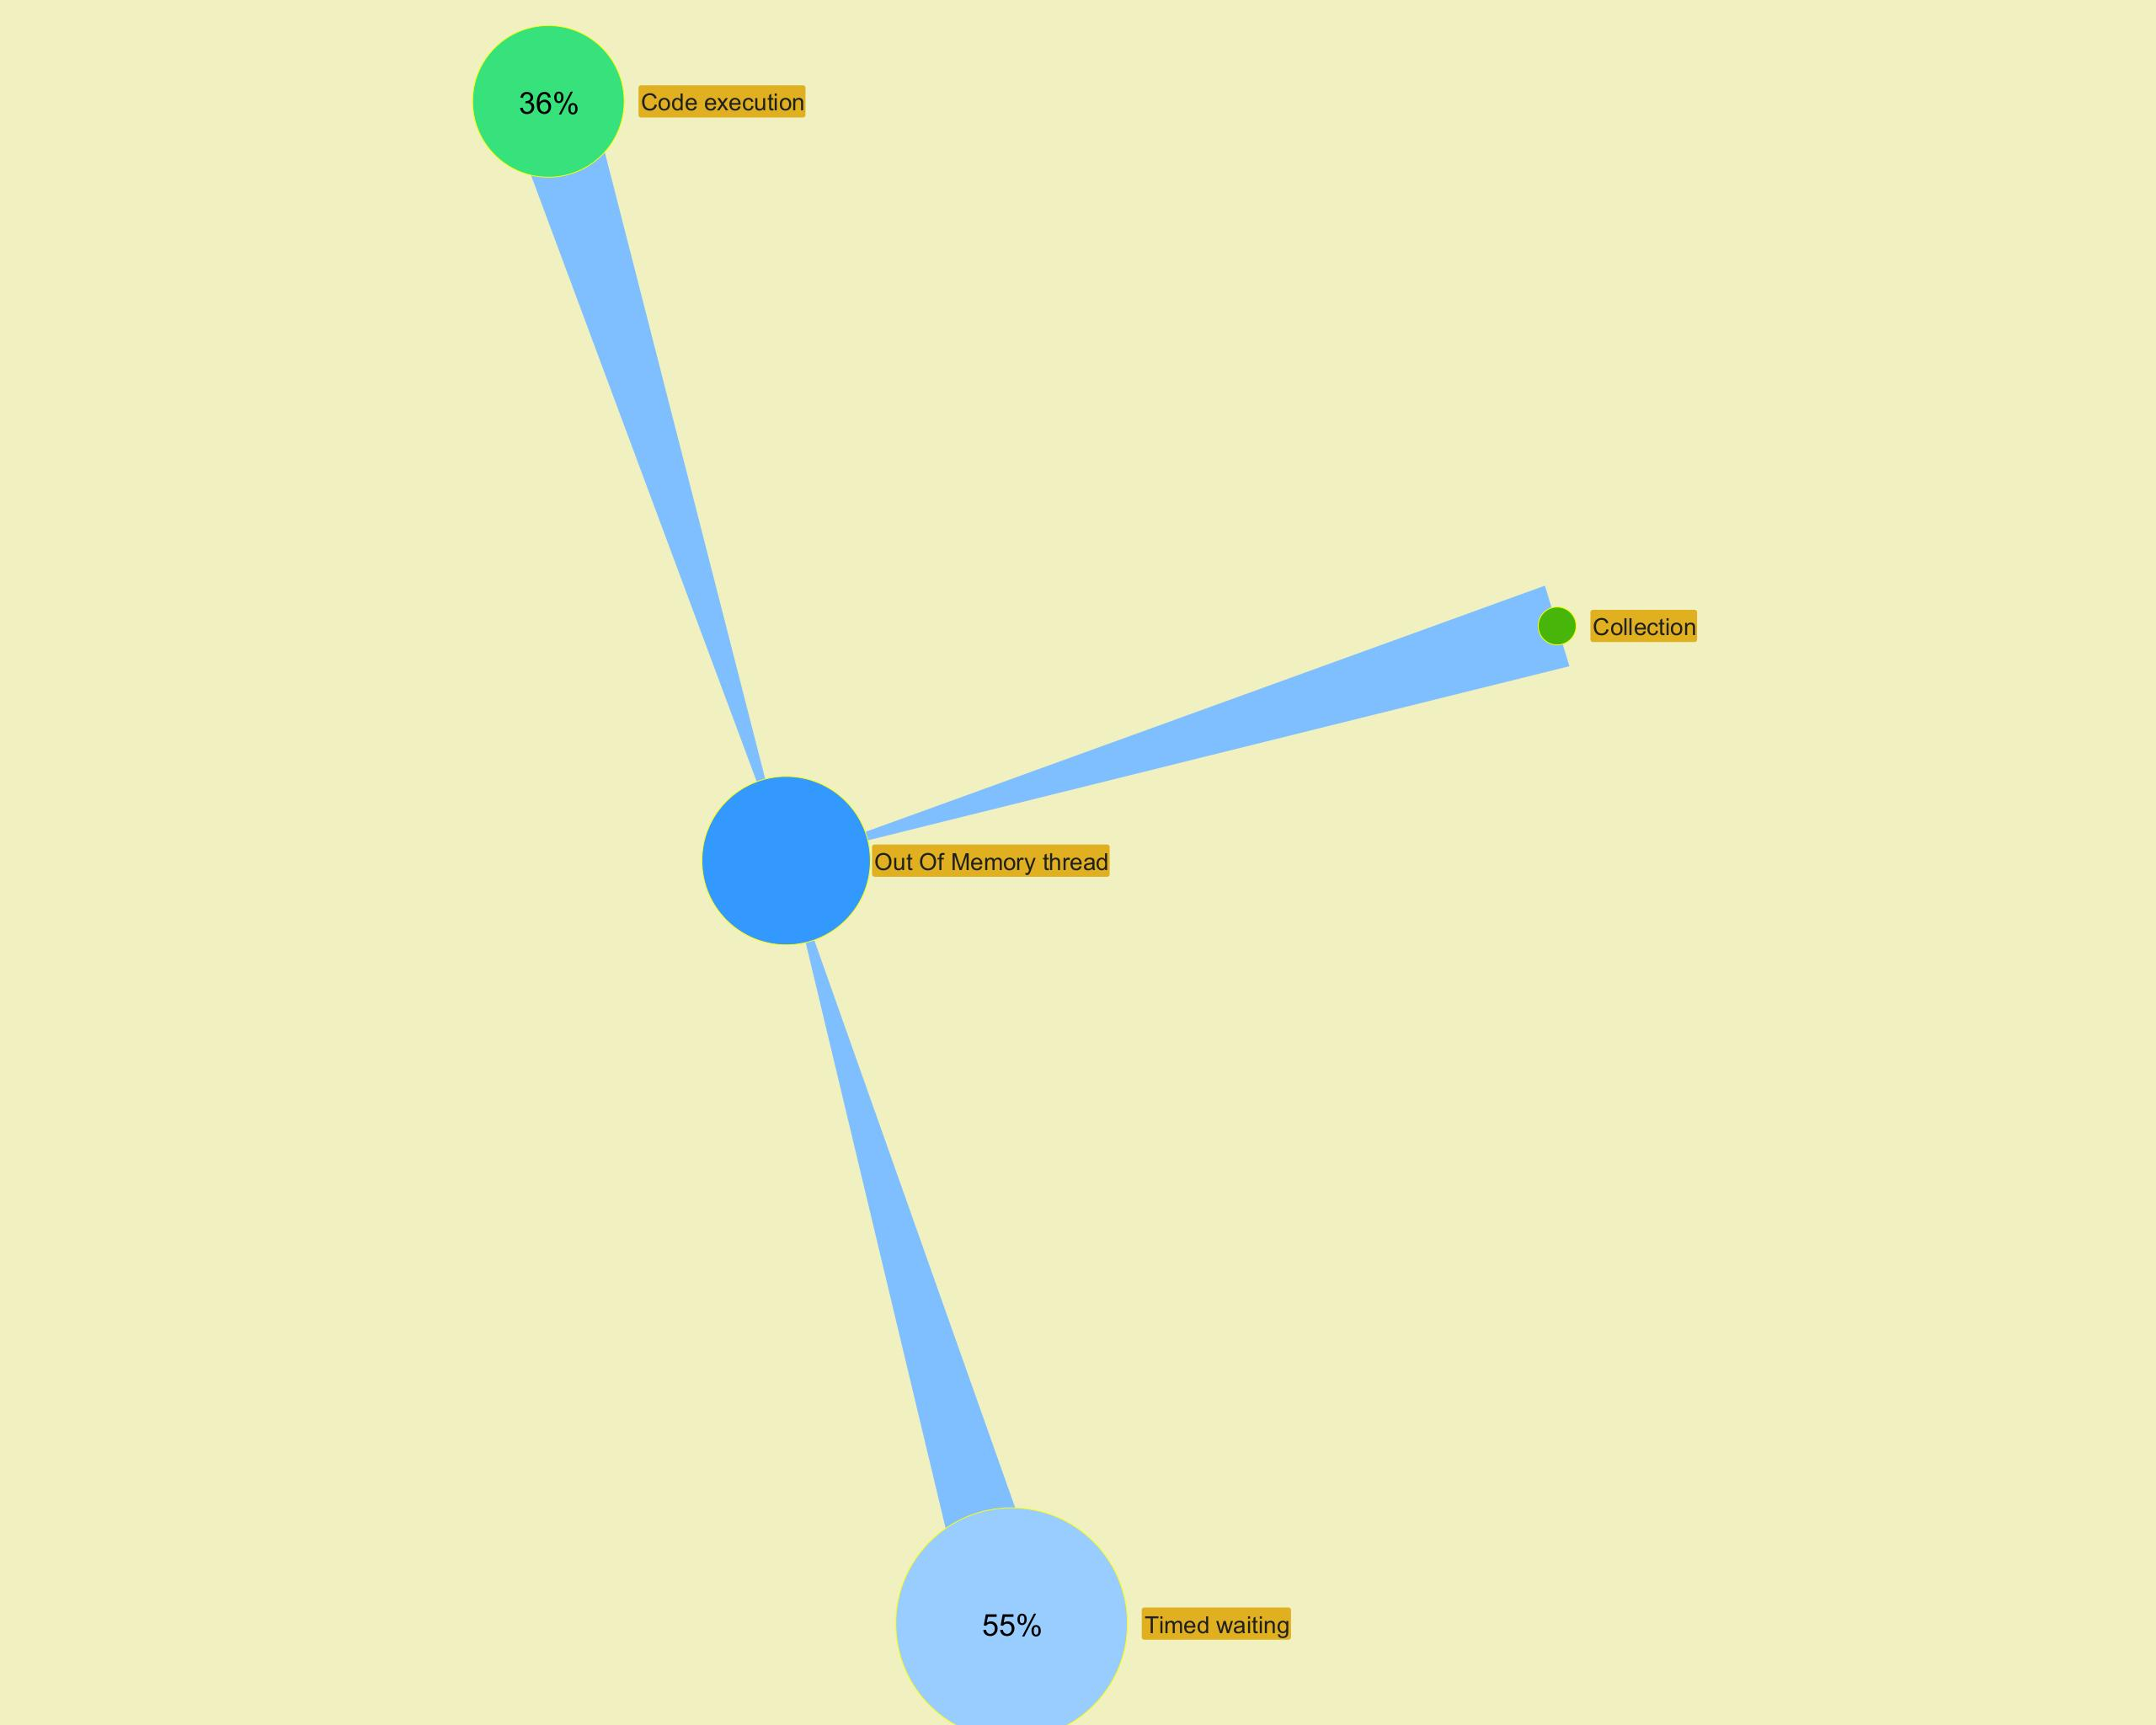 36%
Code execution
Collection
Out Of Memory thread
55%
Timed waiting